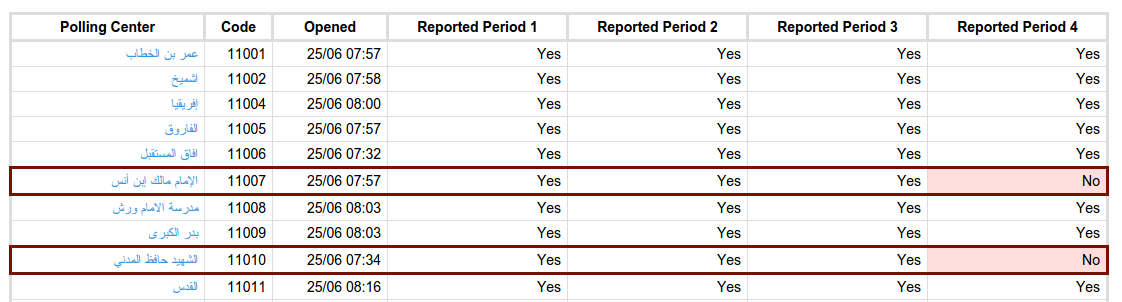 Polling Center Code Opened Reported Period 1 Reported Period 2 Reported Period 3 Reported Period 4
عمر بن الخطاب 11001 25/06 07:57 Yes Yes Yes Yes
اشميخ 11002 25/06 07:58 Yes Yes Yes Yes
إفريقيا 11004 25/06 08:00 Yes Yes Yes Yes
الفاروق 11005 25/06 07:57 Yes Yes Yes Yes
افاق المستقبل 11006 25/06 07:32 Yes Yes Yes Yes
الإمام مالك إبن أنس 11007 25/06 07:57 Yes Yes Yes No
مدرسة الامام ورش 11008 25/06 08:03 Yes Yes Yes Yes
بدر الكبرى 11009 25/06 08:03 Yes Yes Yes Yes
الشهيد حافظ المدني 11010 25/06 07:34 Yes Yes Yes No
القدس 11011 25/06 08:16 Yes Yes Yes Yes